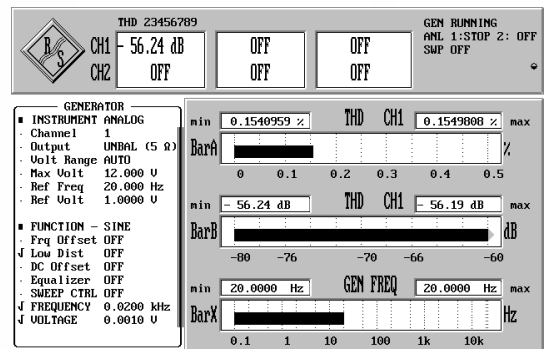 THD 23456789
R S
CH1 - 56.24 dB OFF OFF
CH2 OFF OFF OFF
GEN RUNNING
ANL 1:STOP 2: OFF
SWP OFF
GENERATOR
INSTRUMENT ANALOG
Channel 1
Output UNBAL (5 Ω)
Volt Range AUTO
Max Volt 12.000 V
Ref Freq 20.000 Hz
Ref Volt 1.0000 V
FUNCTION - SINE
Frq Offset OFF
Low Dist OFF
DC Offset OFF
Equalizer OFF
SWEEP CTRL OFF
FREQUENCY 0.0200 kHz
VOLTAGE 0.0010 V
min 0.1540959 % THD CH1 0.1549808 % max
BarA %
0 0.1 0.2 0.3 0.4 0.5
min - 56.24 dB THD CH1 - 56.19 dB max
BarB dB
-80 -76 -70 -66 -60
min 20.0000 Hz GEN FREQ 20.0000 Hz max
BarX Hz
0.1 1 10 100 1k 10k